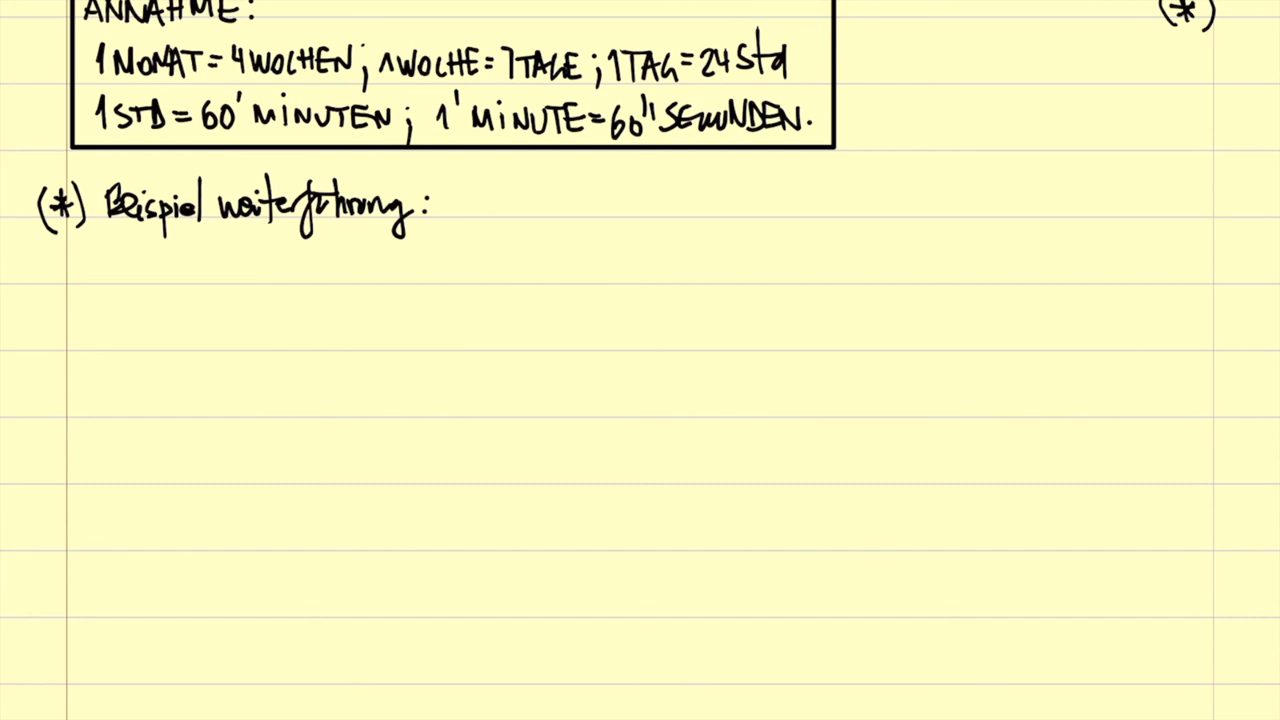 ANNAHME:
(*)
1 MONAT = 4 WOCHEN ; 1 WOCHE = 7 TAGE ; 1 TAG = 24 Std
1 STD = 60' MINUTEN ; 1' MINUTE = 60" SEKUNDEN.
(*) Beispiel weiterführung :